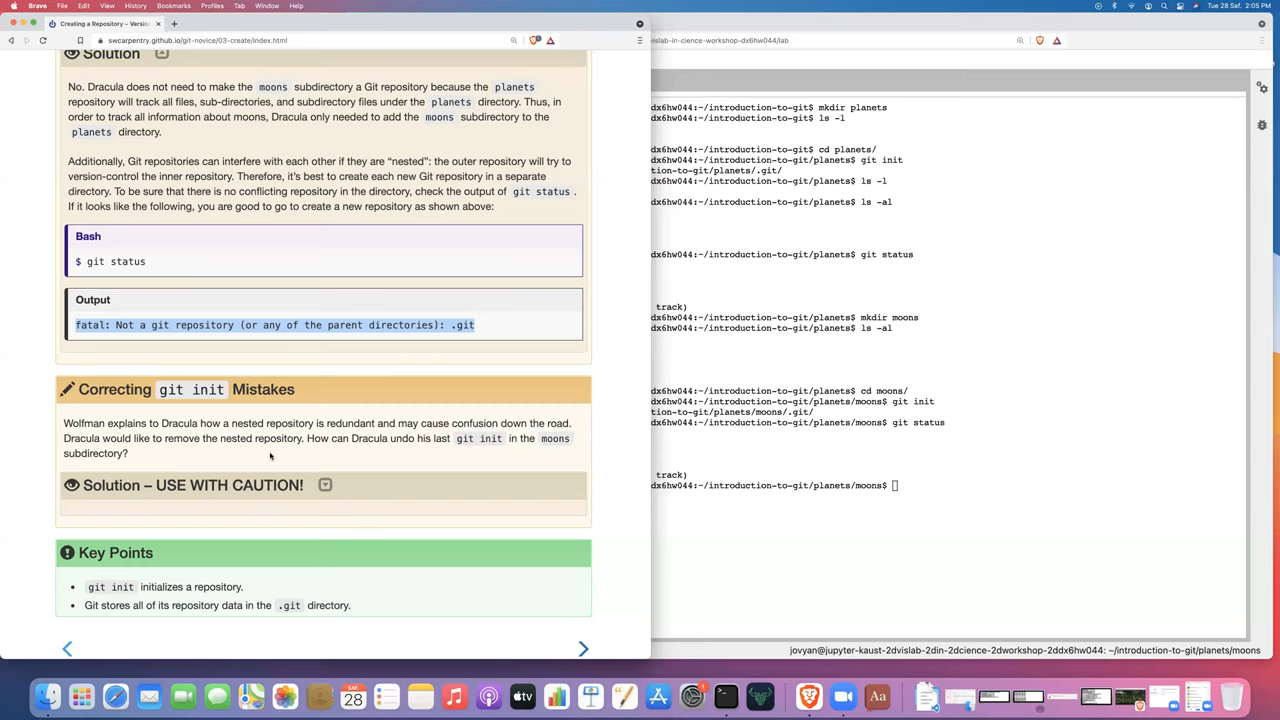 Brave File Edit View History Bookmarks Profiles Tab Window Help
Tue 28 Saf. 2:05 PM
Creating a Repository – Versio
swcarpentry.github.io/git-novice/03-create/index.html
vislab-in-cience-workshop-dx6hw044/lab
Solution
No. Dracula does not need to make the moons subdirectory a Git repository because the planets
repository will track all files, sub-directories, and subdirectory files under the planets directory. Thus, in
order to track all information about moons, Dracula only needed to add the moons subdirectory to the
planets directory.
Additionally, Git repositories can interfere with each other if they are “nested”: the outer repository will try to
version-control the inner repository. Therefore, it’s best to create each new Git repository in a separate
directory. To be sure that there is no conflicting repository in the directory, check the output of git status .
If it looks like the following, you are good to go to create a new repository as shown above:
Bash
$ git status
Output
fatal: Not a git repository (or any of the parent directories): .git
Correcting git init Mistakes
Wolfman explains to Dracula how a nested repository is redundant and may cause confusion down the road.
Dracula would like to remove the nested repository. How can Dracula undo his last git init in the moons
subdirectory?
Solution – USE WITH CAUTION!
Key Points
• git init initializes a repository.
• Git stores all of its repository data in the .git directory.
dx6hw044:~/introduction-to-git$ mkdir planets
dx6hw044:~/introduction-to-git$ ls -l
dx6hw044:~/introduction-to-git$ cd planets/
dx6hw044:~/introduction-to-git/planets$ git init
ction-to-git/planets/.git/
dx6hw044:~/introduction-to-git/planets$ ls -l
dx6hw044:~/introduction-to-git/planets$ ls -al
dx6hw044:~/introduction-to-git/planets$ git status
track)
dx6hw044:~/introduction-to-git/planets$ mkdir moons
dx6hw044:~/introduction-to-git/planets$ ls -al
dx6hw044:~/introduction-to-git/planets$ cd moons/
dx6hw044:~/introduction-to-git/planets/moons$ git init
tion-to-git/planets/moons/.git/
dx6hw044:~/introduction-to-git/planets/moons$ git status
track)
dx6hw044:~/introduction-to-git/planets/moons$
jovyan@jupyter-kaust-2dvislab-2din-2dcience-2dworkshop-2ddx6hw044: ~/introduction-to-git/planets/moons
SAF.
28
tv
Aa